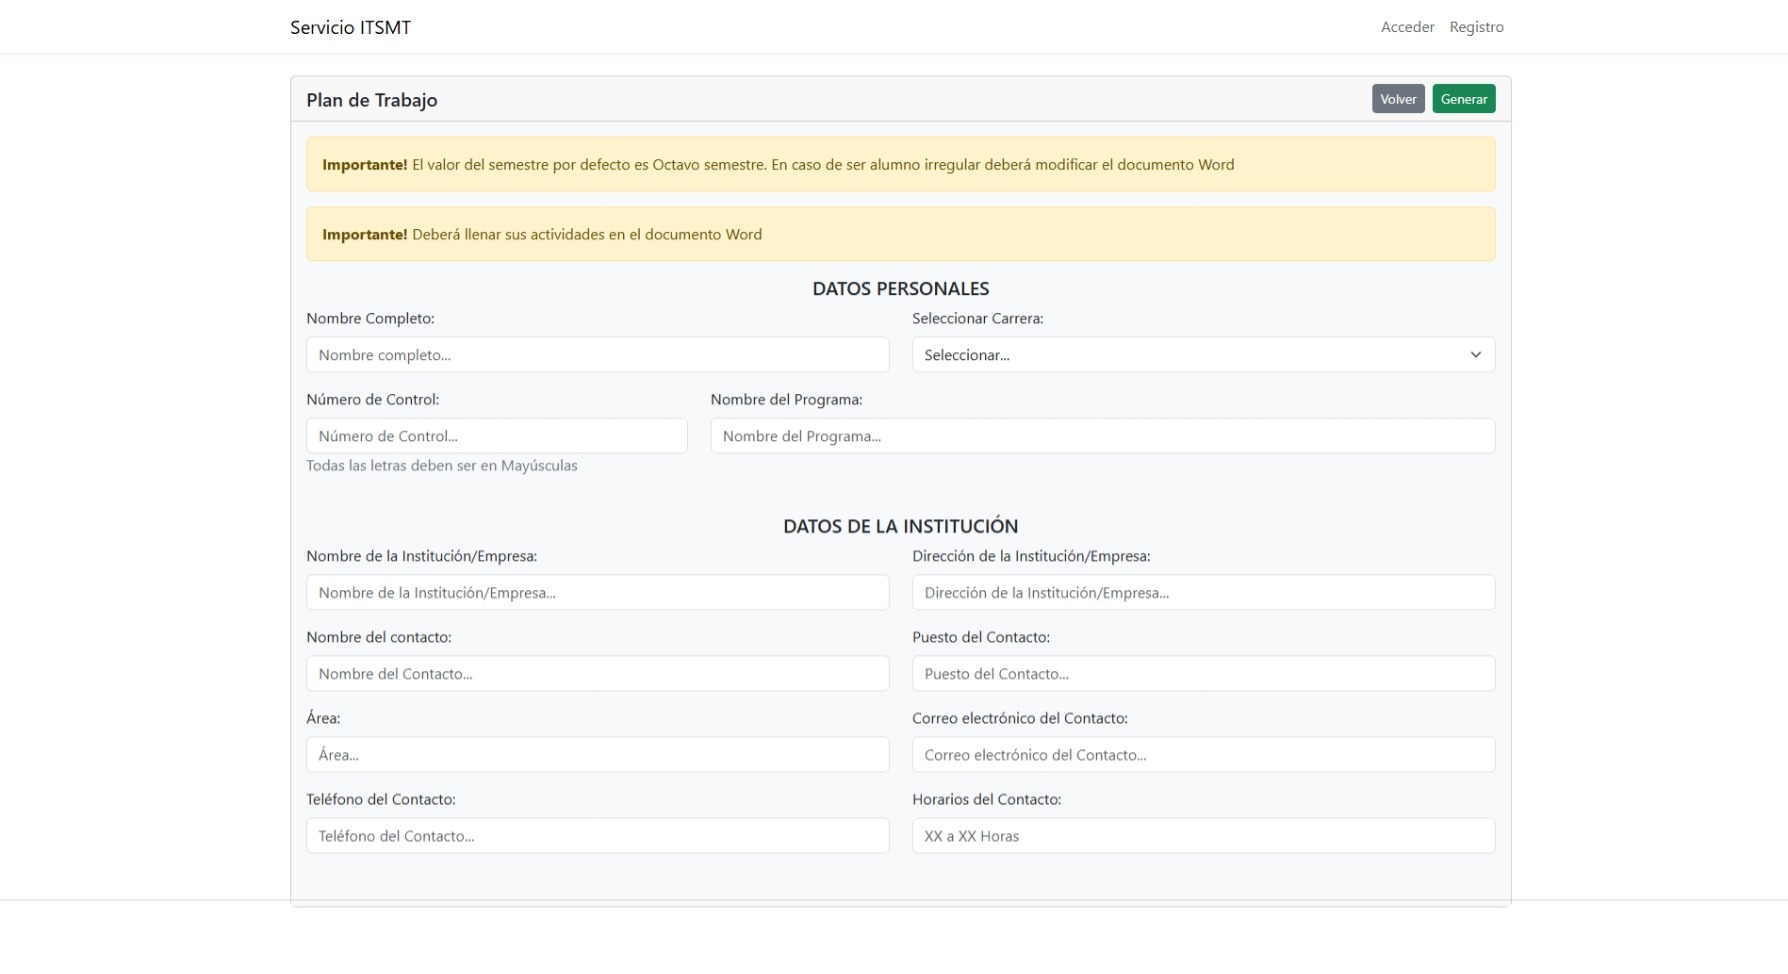 Servicio ITSMT
Acceder Registro
Plan de Trabajo
Volver Generar
Importante! El valor del semestre por defecto es Octavo semestre. En caso de ser alumno irregular deberá modificar el documento Word
Importante! Deberá llenar sus actividades en el documento Word
DATOS PERSONALES
Nombre Completo: Seleccionar Carrera:
Nombre completo... Seleccionar...
Número de Control: Nombre del Programa:
Número de Control... Nombre del Programa...
Todas las letras deben ser en Mayúsculas
DATOS DE LA INSTITUCIÓN
Nombre de la Institución/Empresa: Dirección de la Institución/Empresa:
Nombre de la Institución/Empresa... Dirección de la Institución/Empresa...
Nombre del contacto: Puesto del Contacto:
Nombre del Contacto... Puesto del Contacto...
Área: Correo electrónico del Contacto:
Área... Correo electrónico del Contacto...
Teléfono del Contacto: Horarios del Contacto:
Teléfono del Contacto... XX a XX Horas